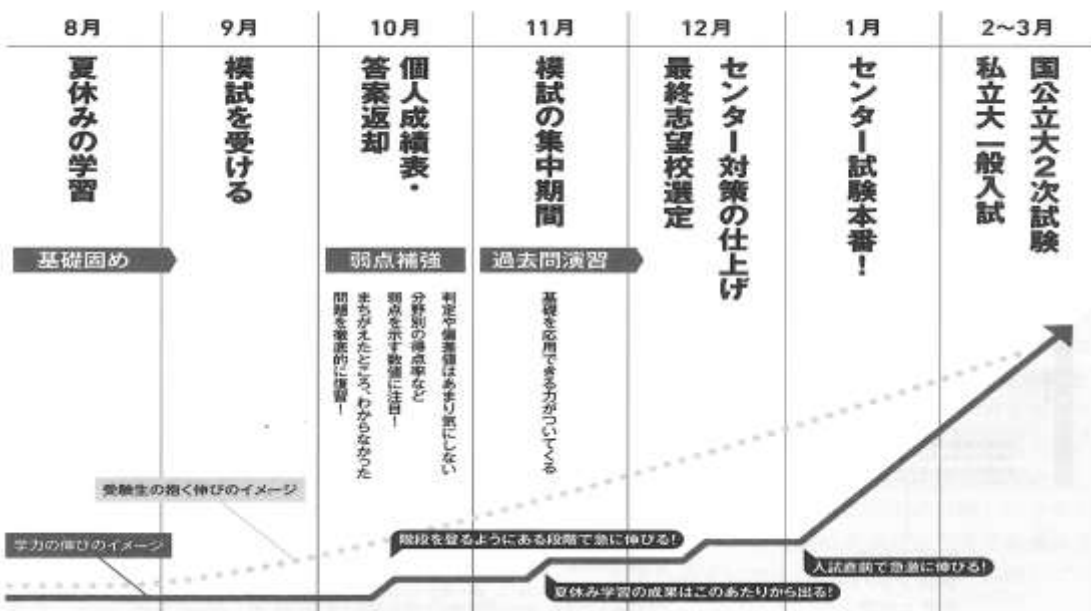 8月
9月
10月
11月
12月
1月
2〜3月
夏休みの学習
模試を受ける
個人成績表・
答案返却
模試の集中期間
センター対策の仕上げ
最終志望校選定
センター試験本番！
国公立大2次試験
私立大一般入試
基礎固め
弱点補強
過去問演習
判定や偏差値はあまり気にしない
分野別の得点率など
弱点を示す数値に注目！
まちがえたところ、わからなかった
問題を徹底的に復習！
基礎を応用できる力がついてくる
受験生の抱く伸びのイメージ
学力の伸びのイメージ
階段を登るようにある段階で急に伸びる！
夏休み学習の成果はこのあたりから出る！
入試直前で急激に伸びる！